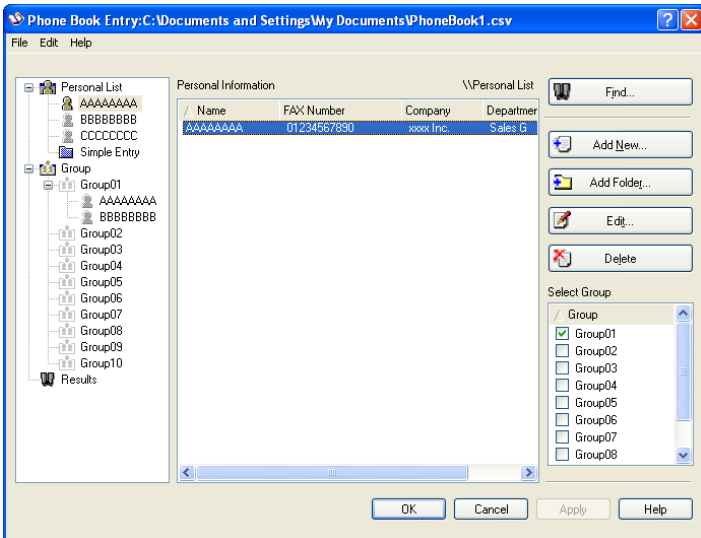 Phone Book Entry:C:\Documents and Settings\My Documents\PhoneBook1.csv
File Edit Help
Personal List
AAAAAAAA
BBBBBBBB
CCCCCCCC
Simple Entry
Group
Group01
AAAAAAAA
BBBBBBBB
Group02
Group03
Group04
Group05
Group06
Group07
Group08
Group09
Group10
Results
Personal Information \\Personal List
Name FAX Number Company Departmer
AAAAAAAA 01234567890 xxxx Inc. Sales G
Find...
Add New...
Add Folder...
Edit...
Delete
Select Group
Group
Group01
Group02
Group03
Group04
Group05
Group06
Group07
Group08
OK Cancel Apply Help